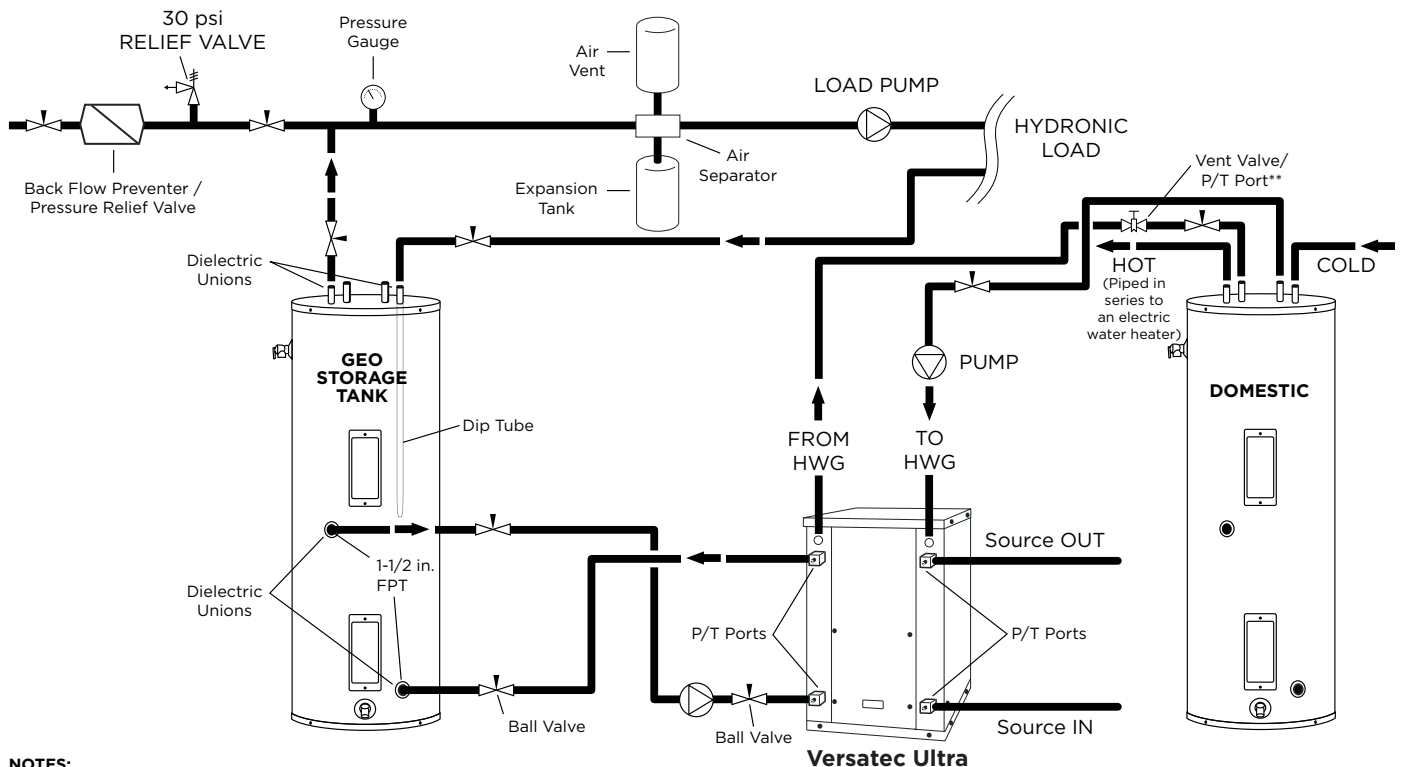 30 psi
RELIEF VALVE
Pressure
Gauge
Air
Vent
LOAD PUMP
HYDRONIC
LOAD
Air
Separator
Expansion
Tank
Back Flow Preventer /
Pressure Relief Valve
Vent Valve/
P/T Port**
Dielectric
Unions
HOT
(Piped in
series to
an electric
water heater)
COLD
GEO
STORAGE
TANK
PUMP
DOMESTIC
Dip Tube
FROM
HWG
TO
HWG
Source OUT
1-1/2 in.
FPT
Dielectric
Unions
P/T Ports
P/T Ports
Ball Valve
Ball Valve
Source IN
Versatec Ultra
NOTES: